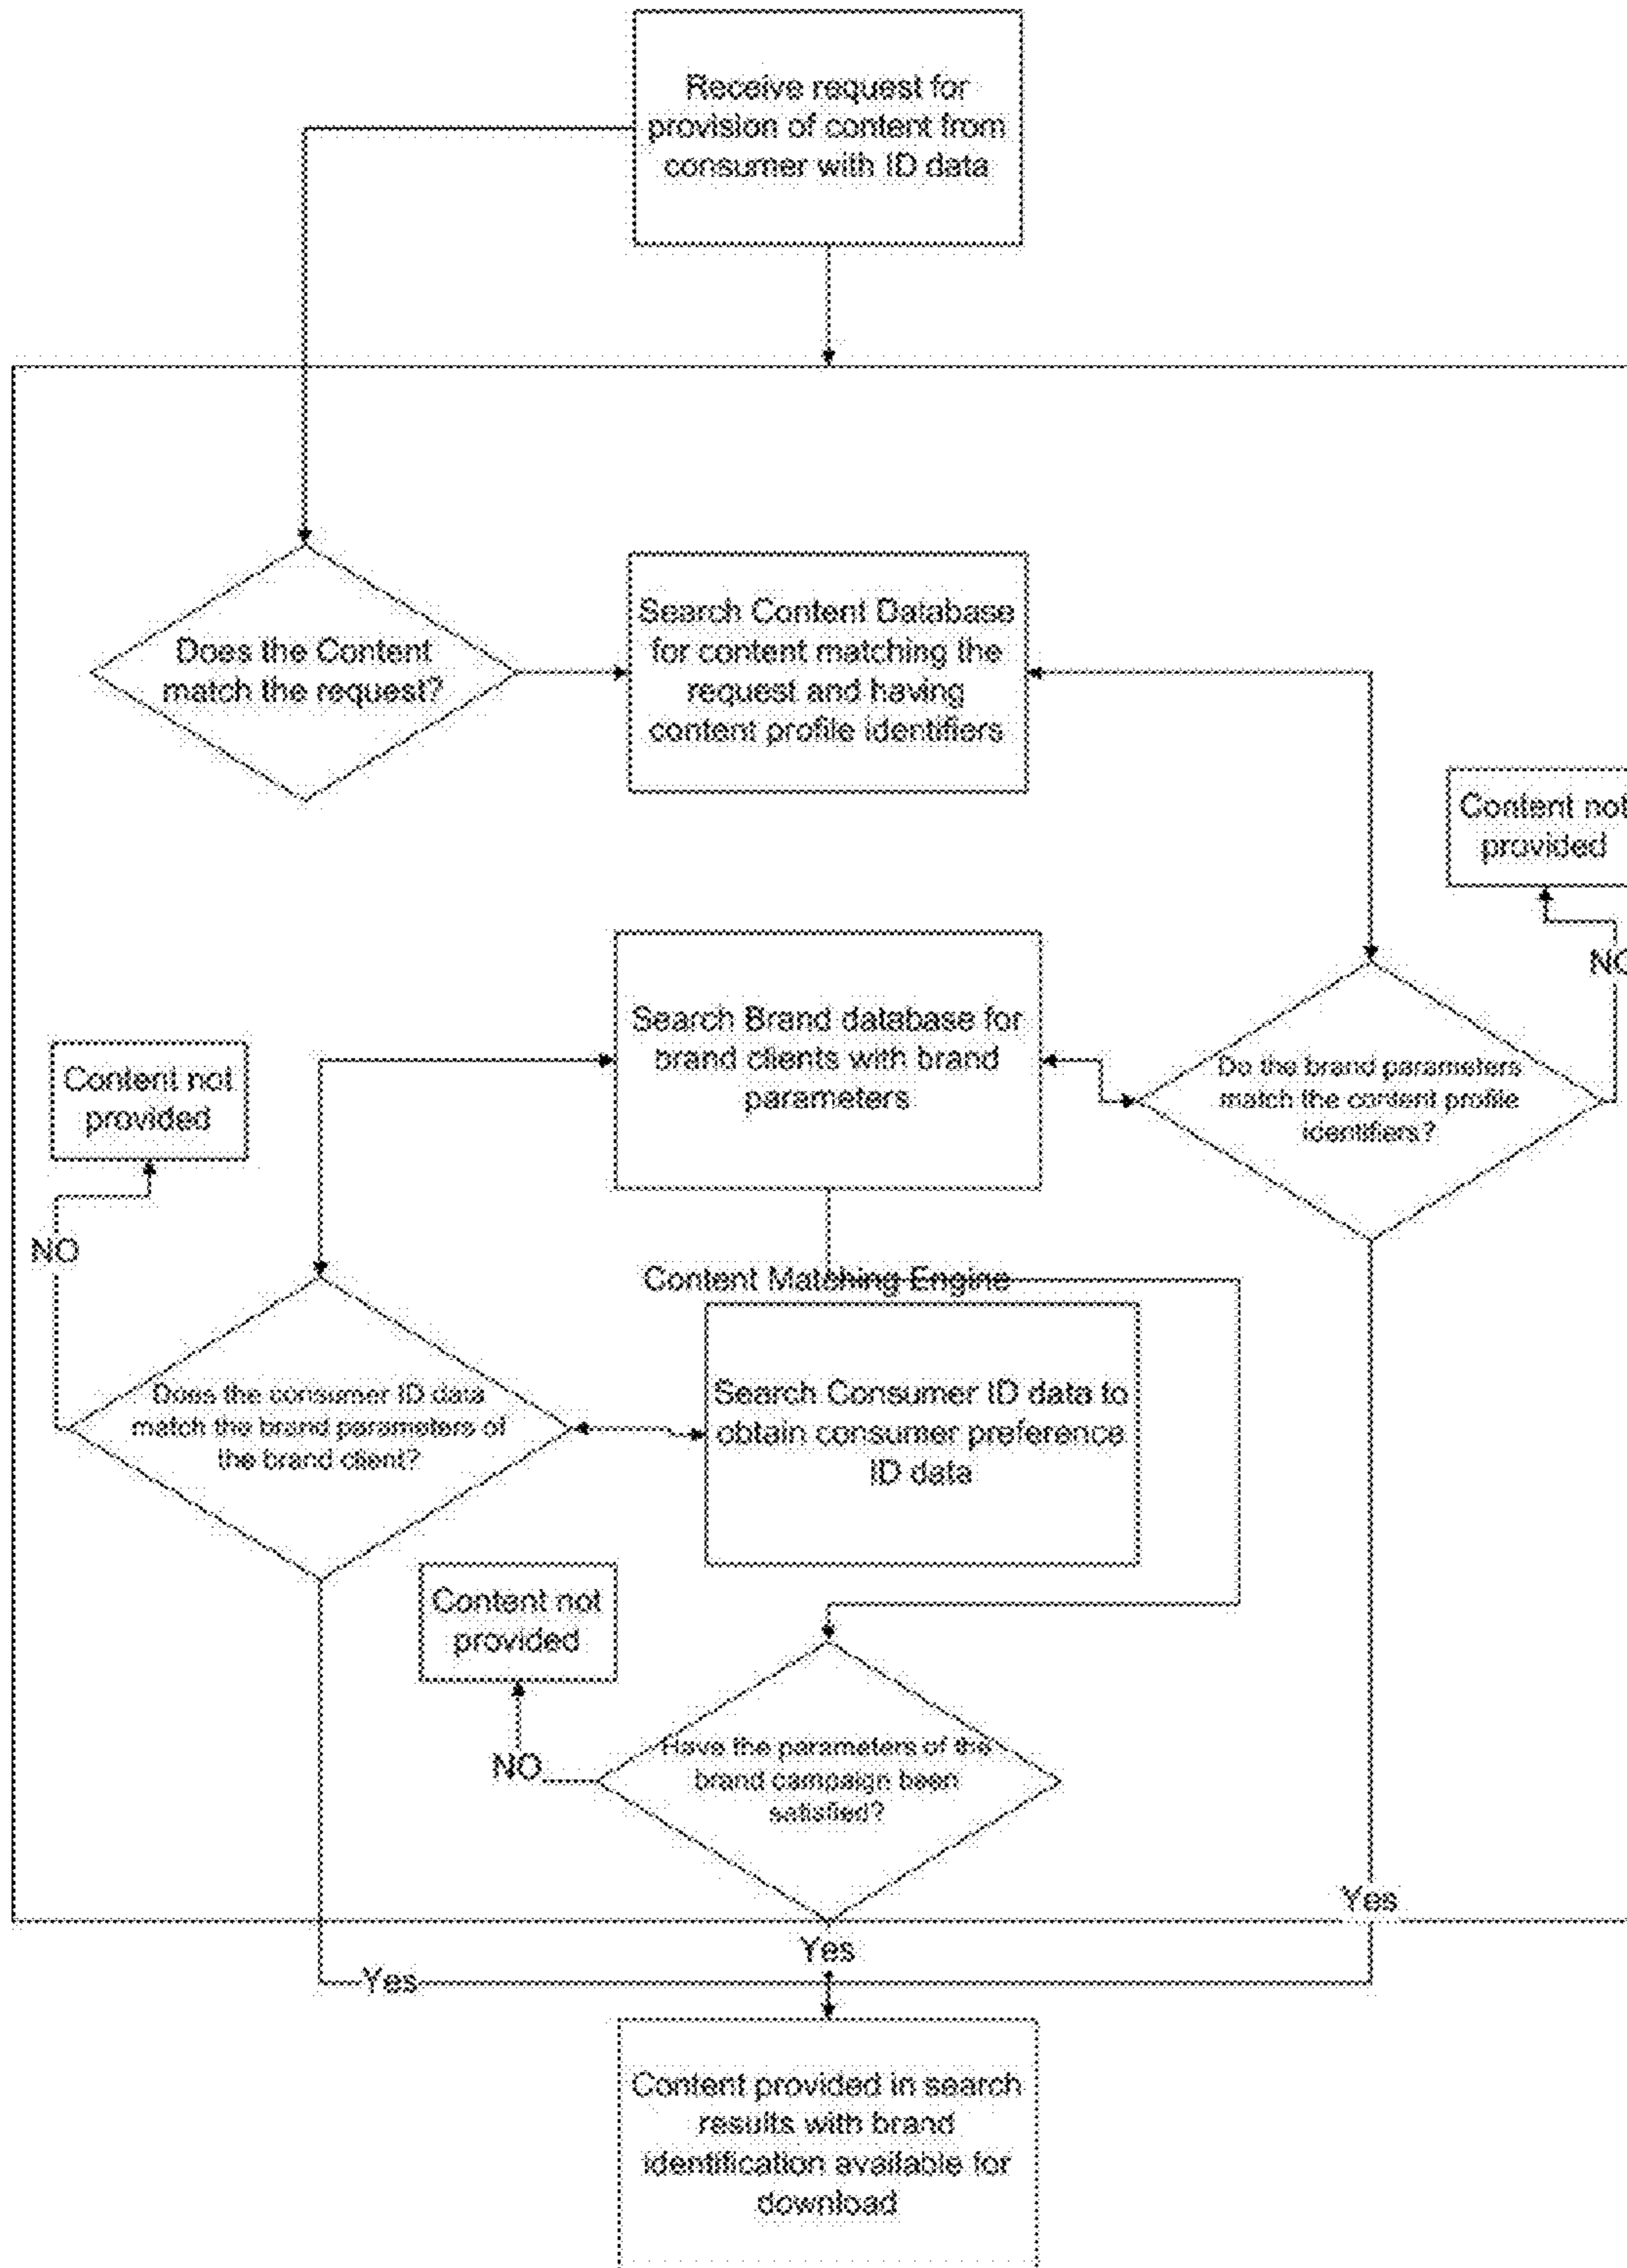 Receive request for
provision of content from
consumer with ID data
Does the Content
match the request?
Search Content Database
for content matching the
request and having
content profile identifiers
Content not
provided
NO
Search Brand database for
brand clients with brand
parameters
Do the brand parameters
match the content profile
identifiers?
Content not
provided
NO
Content Matching Engine
Does the consumer ID data
match the brand parameters of
the brand client?
Search Consumer ID data to
obtain consumer preference
ID data
Content not
provided
NO
Have the parameters of the
brand campaign been
satisfied?
Yes
Yes
Yes
Content provided in search
results with brand
identification available for
download